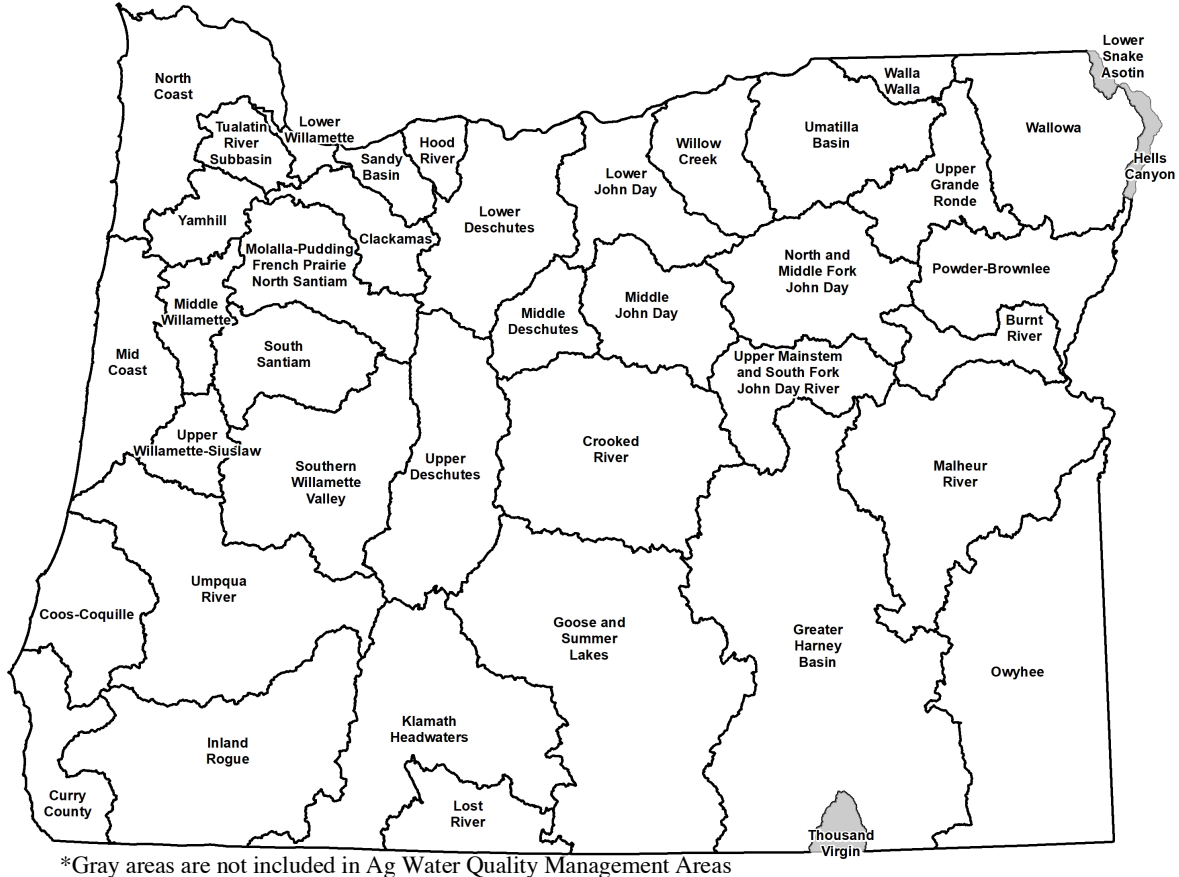 North
Coast
Tualatin
River
Subbasin
Lower
Willamette
Sandy
Basin
Hood
River
Lower
Deschutes
Lower
John Day
Willow
Creek
Umatilla
Basin
Walla
Walla
Upper
Grande
Ronde
Wallowa
Lower
Snake
Asotin
Hells
Canyon
Yamhill
Molalla-Pudding
French Prairie
North Santiam
Clackamas
Middle
Willamette
Mid
Coast
South
Santiam
Middle
Deschutes
Middle
John Day
North and
Middle Fork
John Day
Powder-Brownlee
Burnt
River
Upper Mainstem
and South Fork
John Day River
Upper
Willamette-Siuslaw
Southern
Willamette
Valley
Upper
Deschutes
Crooked
River
Malheur
River
Umpqua
River
Coos-Coquille
Goose and
Summer
Lakes
Greater
Harney
Basin
Owyhee
Klamath
Headwaters
Inland
Rogue
Curry
County
Lost
River
Thousand
Virgin
*Gray areas are not included in Ag Water Quality Management Areas